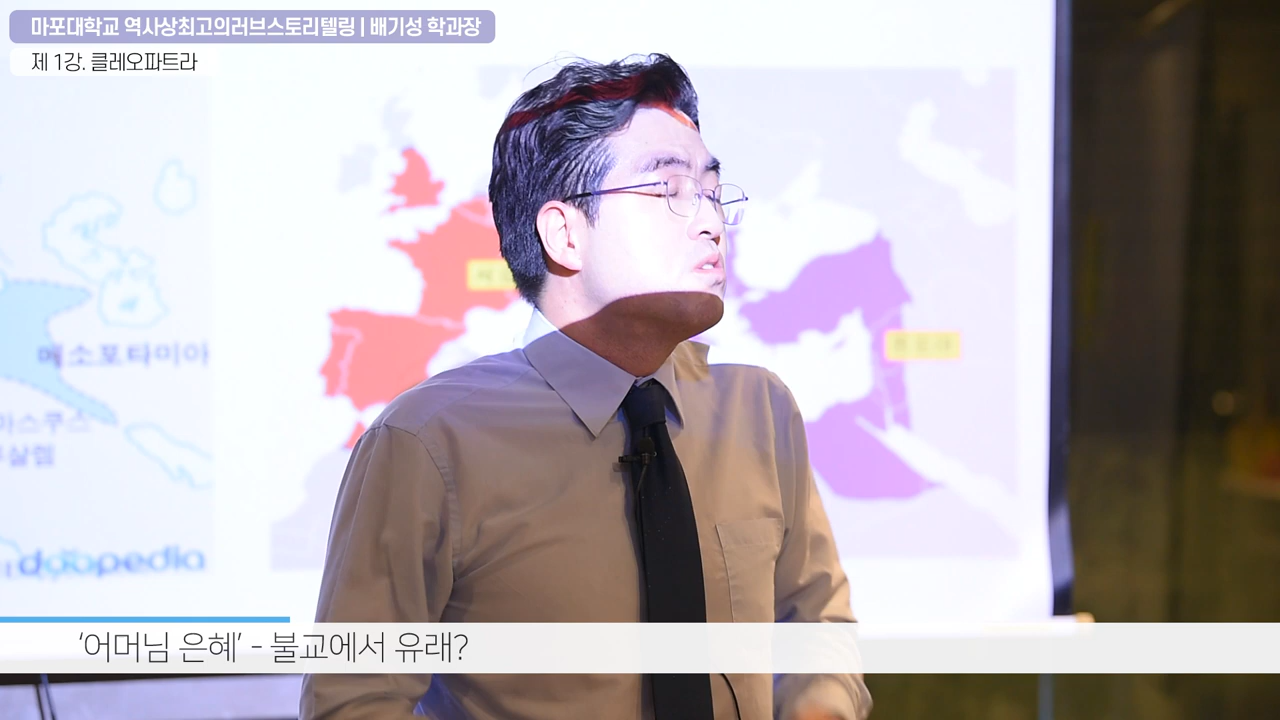 마포대학교 역사상최고의러브스토리텔링 | 배기성 학과장
제 1강. 클레오파트라
메소포타미아
doopedia
'어머님 은혜' - 불교에서 유래?